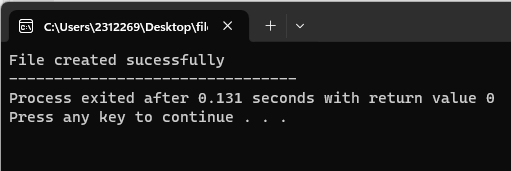 C:\Users\2312269\Desktop\file
File created sucessfully
--------------------------------
Process exited after 0.131 seconds with return value 0
Press any key to continue . . .